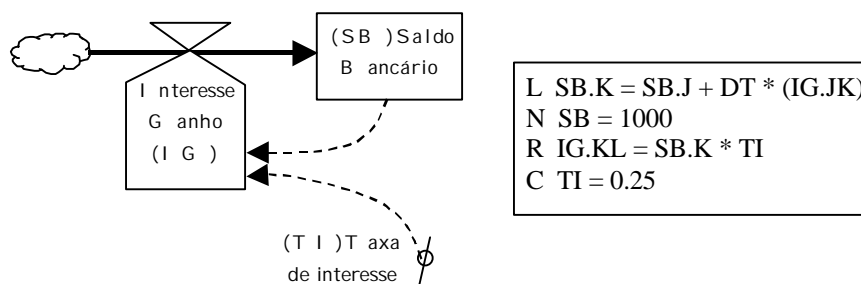 (SB )Saldo
B ancário
I nteresse
G anho
(I G )
(T I )T axa
de interesse
L SB.K = SB.J + DT * (IG.JK)
N SB = 1000
R IG.KL = SB.K * TI
C TI = 0.25